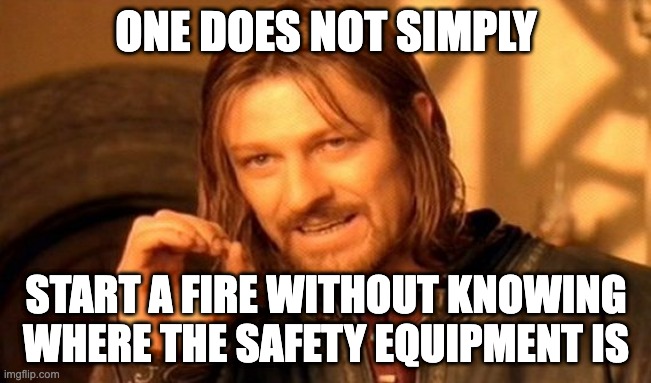 ONE DOES NOT SIMPLY
START A FIRE WITHOUT KNOWING
WHERE THE SAFETY EQUIPMENT IS
imgflip.com